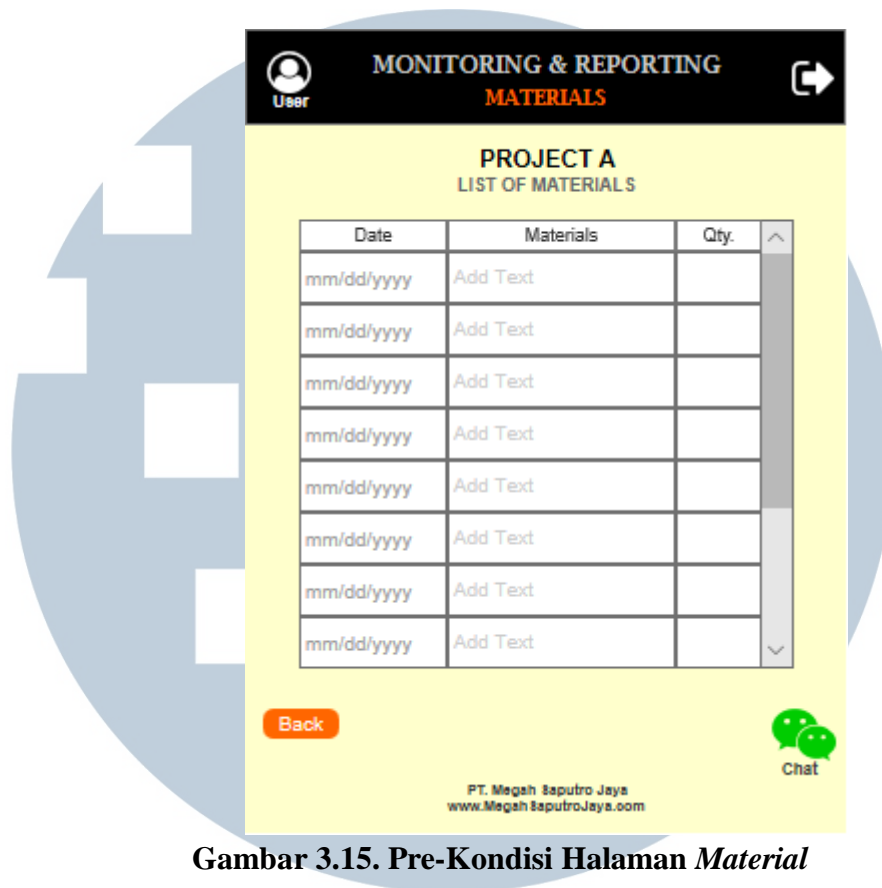 MONITORING & REPORTING
MATERIALS
User
PROJECT A
LIST OF MATERIALS
Date Materials Qty.
mm/dd/yyyy Add Text
mm/dd/yyyy Add Text
mm/dd/yyyy Add Text
mm/dd/yyyy Add Text
mm/dd/yyyy Add Text
mm/dd/yyyy Add Text
mm/dd/yyyy Add Text
mm/dd/yyyy Add Text
Back
Chat
PT. Megah Saputro Jaya
www.MegahSaputroJaya.com
Gambar 3.15. Pre-Kondisi Halaman Material